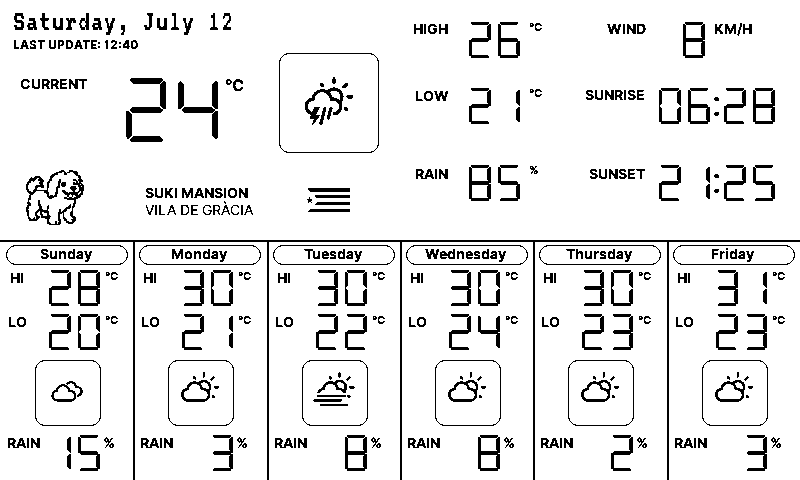 Saturday, July 12
LAST UPDATE: 12:40
CURRENT 24 °C
HIGH 26 °C
LOW 21 °C
RAIN 85 %
WIND 8 KM/H
SUNRISE 06:28
SUNSET 21:25
SUKI MANSION
VILA DE GRÀCIA
Sunday
HI 28 °C
LO 20 °C
RAIN 15 %
Monday
HI 30 °C
LO 21 °C
RAIN 3 %
Tuesday
HI 30 °C
LO 22 °C
RAIN 8 %
Wednesday
HI 30 °C
LO 24 °C
RAIN 8 %
Thursday
HI 30 °C
LO 23 °C
RAIN 2 %
Friday
HI 31 °C
LO 23 °C
RAIN 3 %